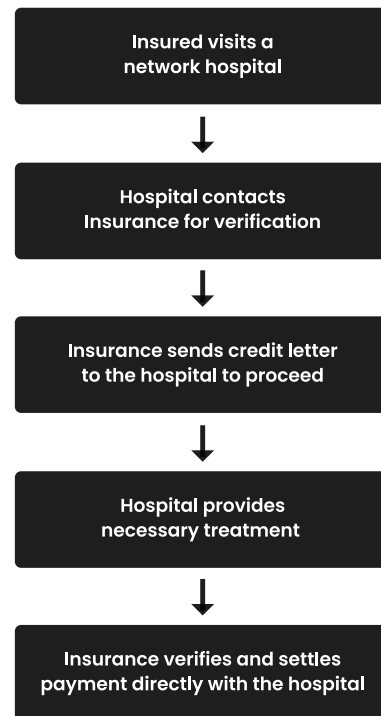 Insured visits a
network hospital
Hospital contacts
Insurance for verification
Insurance sends credit letter
to the hospital to proceed
Hospital provides
necessary treatment
Insurance verifies and settles
payment directly with the hospital